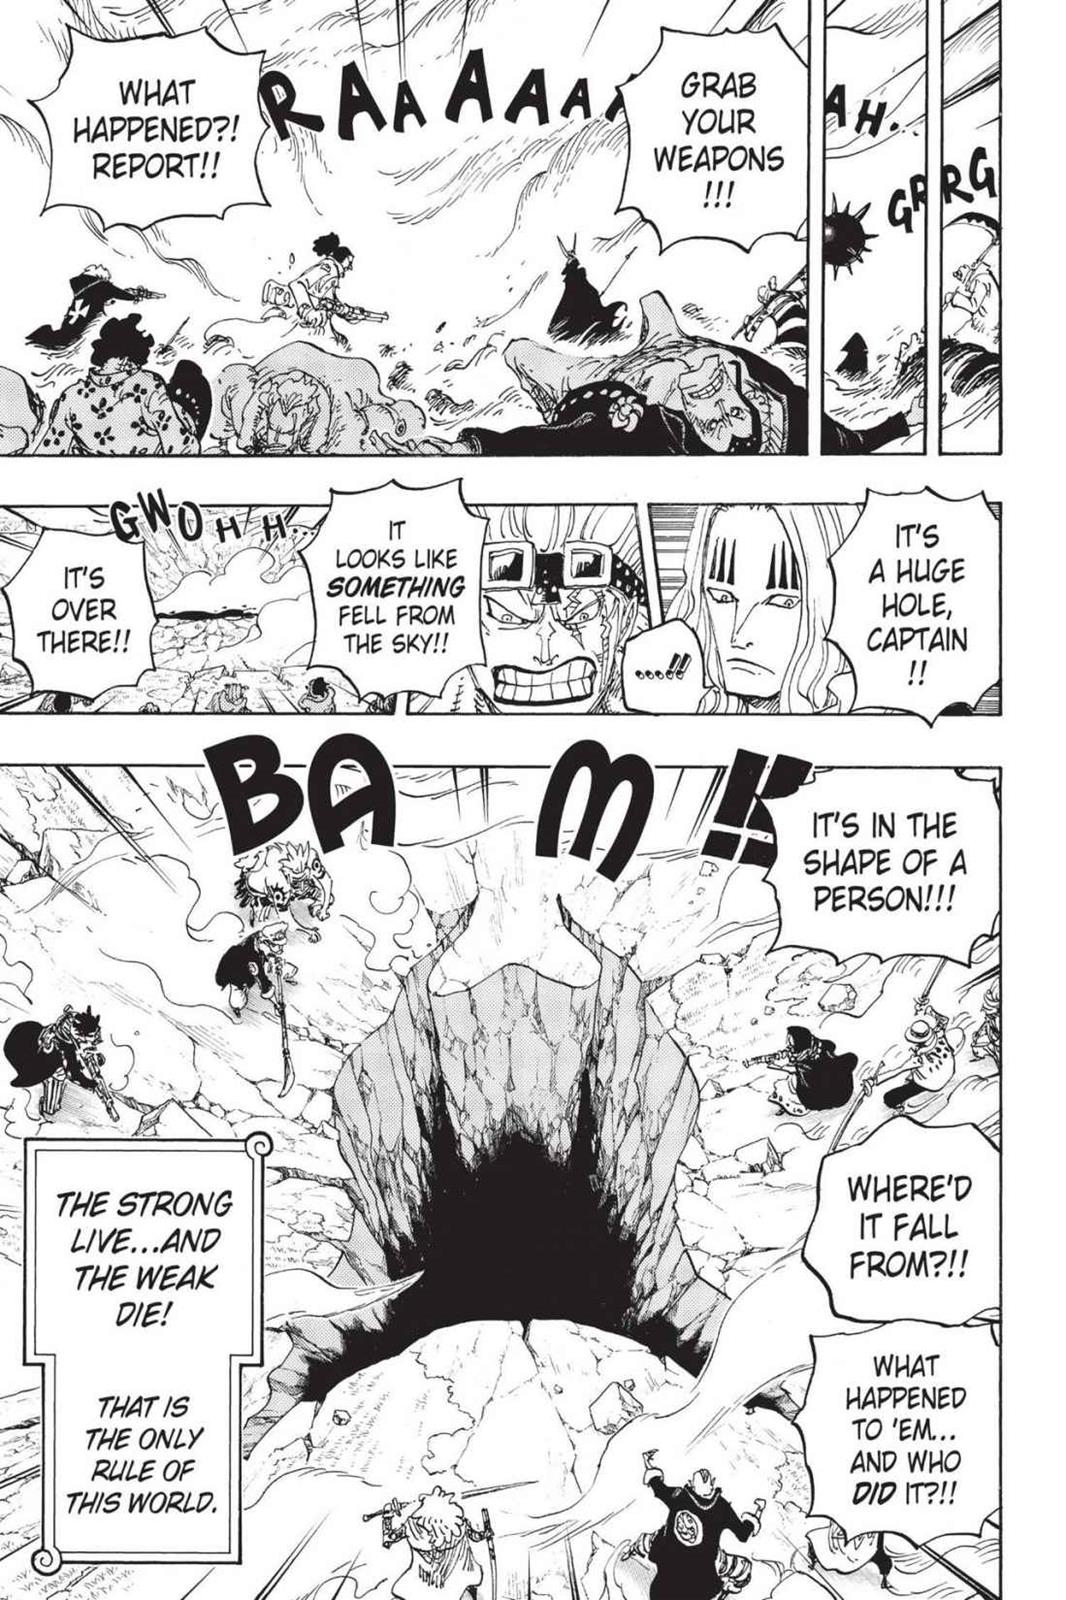 GRRG
GRAB
YOUR
WEAPONS
!!!
RAAAAAA AH...
WHAT
HAPPENED?!
REPORT!!
IT'S
A HUGE
HOLE,
CAPTAIN
!!
....!!
IT
LOOKS LIKE
SOMETHING
FELL FROM
THE SKY!!
GWOHH...
IT'S
OVER
THERE!!
BAM!!
IT'S IN THE
SHAPE OF A
PERSON!!!
WHERE'D
IT FALL
FROM?!!
WHAT
HAPPENED
TO 'EM...
AND WHO
DID IT?!!
THE STRONG
LIVE...AND
THE WEAK
DIE!
THAT IS
THE ONLY
RULE OF
THIS WORLD.